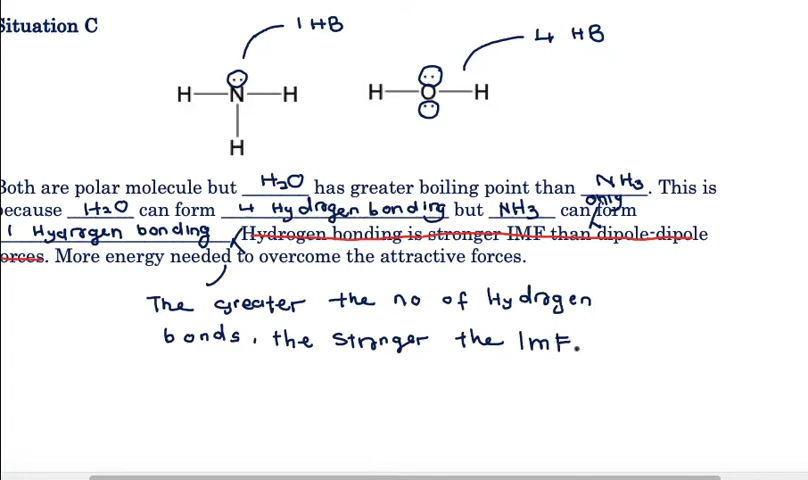 Situation C
1 HB
4 HB
H N H
H O H
H
Both are polar molecule but H2O has greater boiling point than NH3. This is
only
because H2O can form 4 Hydrogen bonding but NH3 can form
1 Hydrogen bonding Hydrogen bonding is stronger IMF than dipole-dipole
forces. More energy needed to overcome the attractive forces.
The greater the no of Hydrogen
bonds, the stronger the IMF.